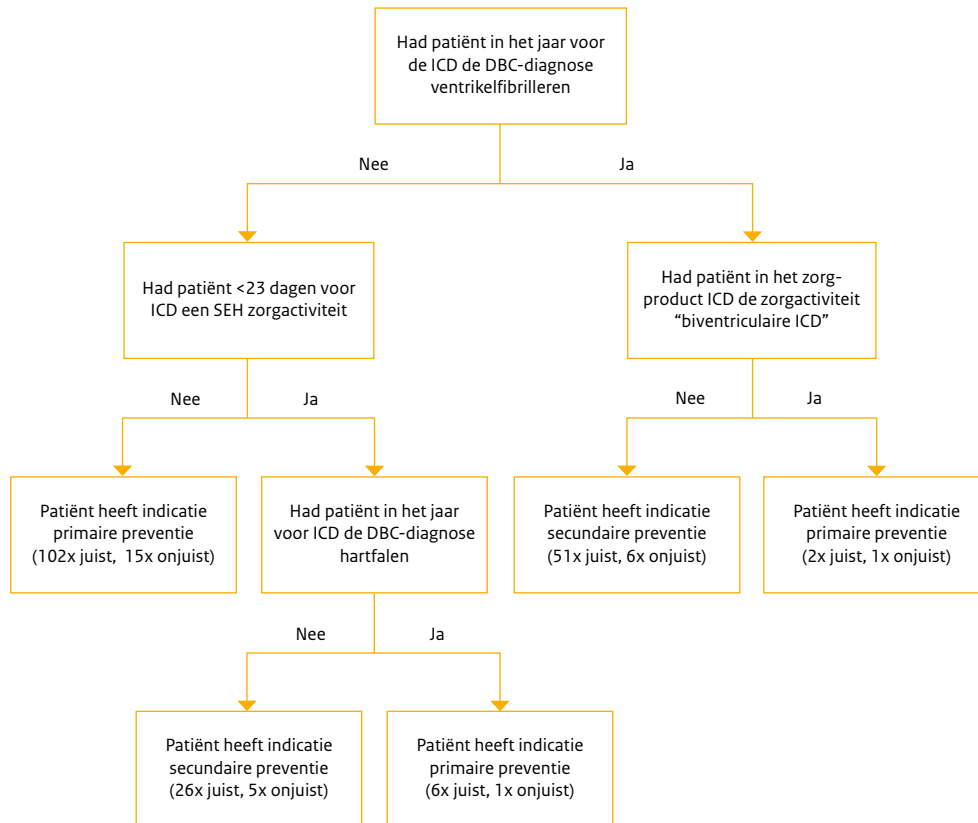 Had patiënt in het jaar voor
de ICD de DBC-diagnose
ventrikelfibrilleren
Nee
Ja
Had patiënt <23 dagen voor
ICD een SEH zorgactiviteit
Had patiënt in het zorg-
product ICD de zorgactiviteit
“biventriculaire ICD”
Nee
Ja
Nee
Ja
Patiënt heeft indicatie
primaire preventie
(102x juist, 15x onjuist)
Had patiënt in het jaar
voor ICD de DBC-diagnose
hartfalen
Patiënt heeft indicatie
secundaire preventie
(51x juist, 6x onjuist)
Patiënt heeft indicatie
primaire preventie
(2x juist, 1x onjuist)
Nee
Ja
Patiënt heeft indicatie
secundaire preventie
(26x juist, 5x onjuist)
Patiënt heeft indicatie
primaire preventie
(6x juist, 1x onjuist)